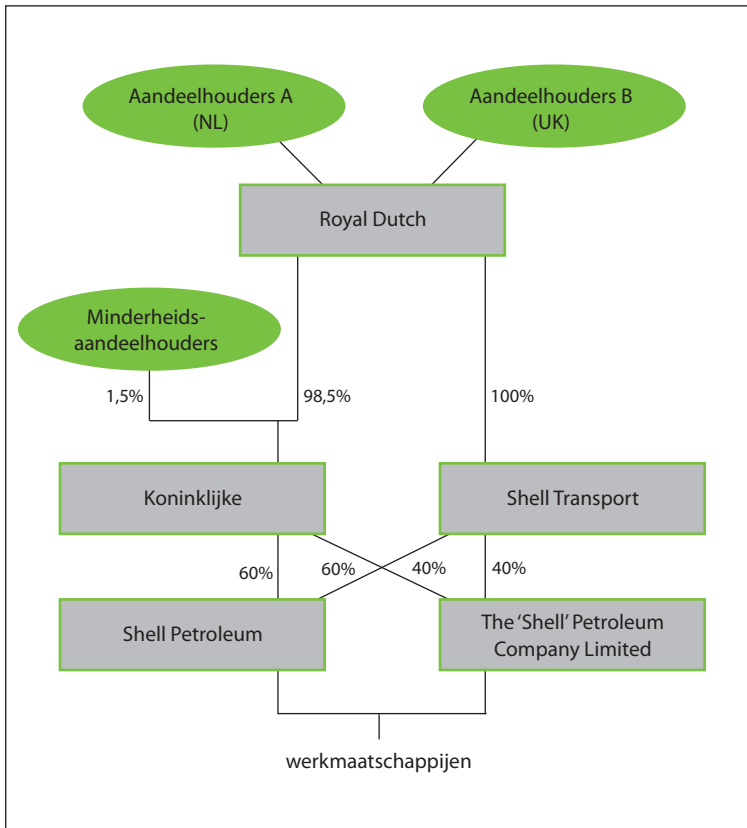 Aandeelhouders A
(NL)
Aandeelhouders B
(UK)
Royal Dutch
Minderheids-
aandeelhouders
1,5%
98,5%
100%
Koninklijke
Shell Transport
60%
60%
40%
40%
Shell Petroleum
The ‘Shell’ Petroleum
Company Limited
werkmaatschappijen